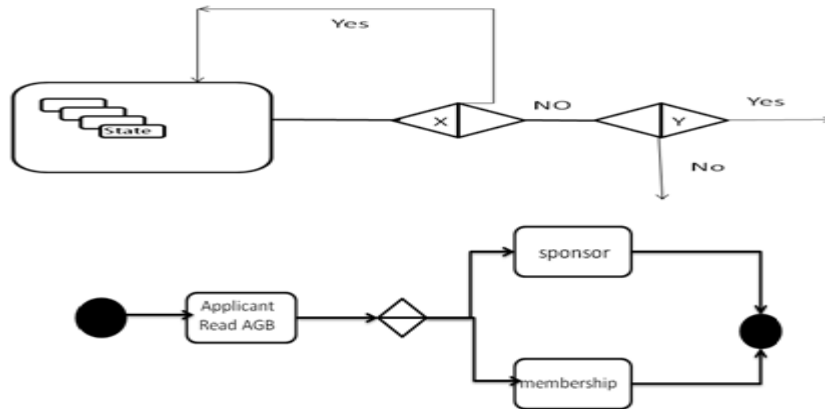 Yes
State
X
NO
Y
Yes
No
Applicant
Read AGB
sponsor
membership